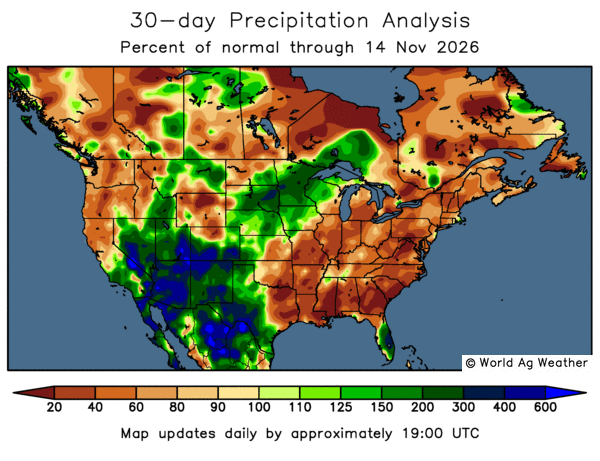 30-day Precipitation Analysis
Percent of normal through 14 Nov 2026
© World Ag Weather
20 40 60 80 90 100 110 125 150 200 300 400 600
Map updates daily by approximately 19:00 UTC